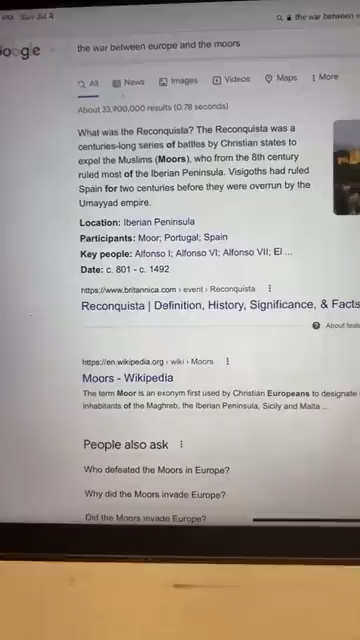 Sun Jul 4
the war between
the war between europe and the moors
All News Images Videos Maps More
About 33,900,000 results (0.78 seconds)
What was the Reconquista? The Reconquista was a
centuries-long series of battles by Christian states to
expel the Muslims (Moors), who from the 8th century
ruled most of the Iberian Peninsula. Visigoths had ruled
Spain for two centuries before they were overrun by the
Umayyad empire.
Location: Iberian Peninsula
Participants: Moor; Portugal; Spain
Key people: Alfonso I; Alfonso VI; Alfonso VII; El ...
Date: c. 801 - c. 1492
https://www.britannica.com › event › Reconquista
Reconquista | Definition, History, Significance, & Facts
About
https://en.wikipedia.org › wiki › Moors
Moors - Wikipedia
The term Moor is an exonym first used by Christian Europeans to designate
inhabitants of the Maghreb, the Iberian Peninsula, Sicily and Malta ...
People also ask
Who defeated the Moors in Europe?
Why did the Moors invade Europe?
Did the Moors invade Europe?